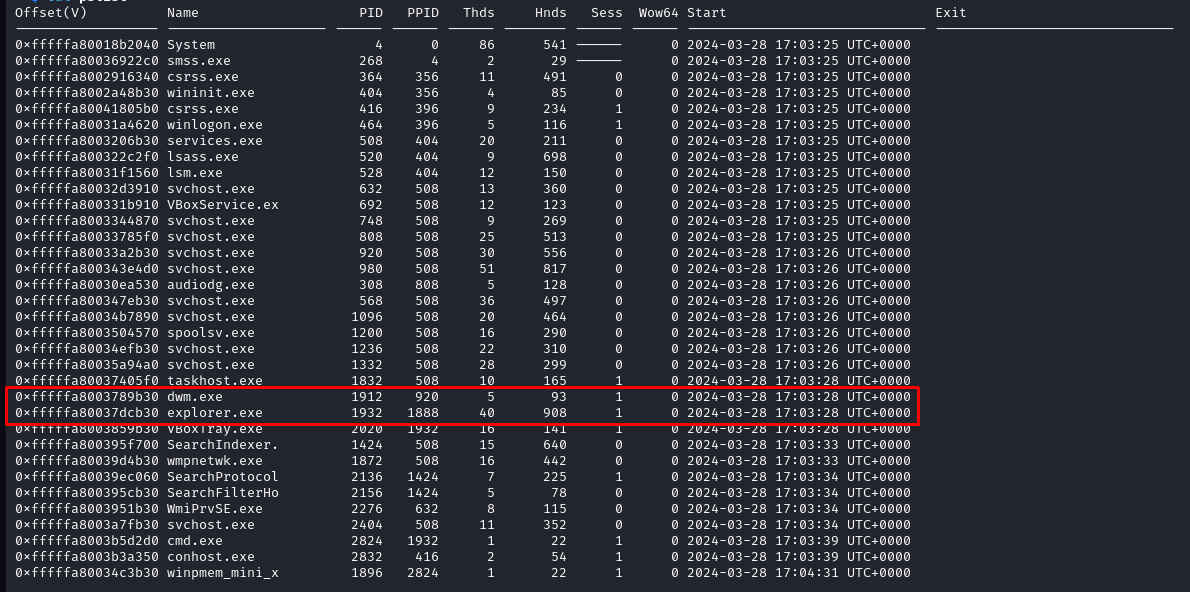 Offset(V) Name PID PPID Thds Hnds Sess Wow64 Start Exit
0×fffffa80018b2040 System 4 0 86 541 —————— 0 2024-03-28 17:03:25 UTC+0000
0×fffffa80036922c0 smss.exe 268 4 2 29 —————— 0 2024-03-28 17:03:25 UTC+0000
0×fffffa8002916340 csrss.exe 364 356 11 491 0 0 2024-03-28 17:03:25 UTC+0000
0×fffffa8002a48b30 wininit.exe 404 356 4 85 0 0 2024-03-28 17:03:25 UTC+0000
0×fffffa80041805b0 csrss.exe 416 396 9 234 1 0 2024-03-28 17:03:25 UTC+0000
0×fffffa80031a4620 winlogon.exe 464 396 5 116 1 0 2024-03-28 17:03:25 UTC+0000
0×fffffa8003206b30 services.exe 508 404 20 211 0 0 2024-03-28 17:03:25 UTC+0000
0×fffffa800322c2f0 lsass.exe 520 404 9 698 0 0 2024-03-28 17:03:25 UTC+0000
0×fffffa80031f1560 lsm.exe 528 404 12 150 0 0 2024-03-28 17:03:25 UTC+0000
0×fffffa80032d3910 svchost.exe 632 508 13 360 0 0 2024-03-28 17:03:25 UTC+0000
0×fffffa800331b910 VBoxService.ex 692 508 12 123 0 0 2024-03-28 17:03:25 UTC+0000
0×fffffa8003344870 svchost.exe 748 508 9 269 0 0 2024-03-28 17:03:25 UTC+0000
0×fffffa80033785f0 svchost.exe 808 508 25 513 0 0 2024-03-28 17:03:25 UTC+0000
0×fffffa80033a2b30 svchost.exe 920 508 30 556 0 0 2024-03-28 17:03:26 UTC+0000
0×fffffa800343e4d0 svchost.exe 980 508 51 817 0 0 2024-03-28 17:03:26 UTC+0000
0×fffffa80030ea530 audiodg.exe 308 808 5 128 0 0 2024-03-28 17:03:26 UTC+0000
0×fffffa800347eb30 svchost.exe 568 508 36 497 0 0 2024-03-28 17:03:26 UTC+0000
0×fffffa80034b7890 svchost.exe 1096 508 20 464 0 0 2024-03-28 17:03:26 UTC+0000
0×fffffa8003504570 spoolsv.exe 1200 508 16 290 0 0 2024-03-28 17:03:26 UTC+0000
0×fffffa80034efb30 svchost.exe 1236 508 22 310 0 0 2024-03-28 17:03:26 UTC+0000
0×fffffa80035a94a0 svchost.exe 1332 508 28 299 0 0 2024-03-28 17:03:26 UTC+0000
0×fffffa80037405f0 taskhost.exe 1832 508 10 165 1 0 2024-03-28 17:03:28 UTC+0000
0×fffffa8003789b30 dwm.exe 1912 920 5 93 1 0 2024-03-28 17:03:28 UTC+0000
0×fffffa80037dcb30 explorer.exe 1932 1888 40 908 1 0 2024-03-28 17:03:28 UTC+0000
0×fffffa8003859b30 VBoxTray.exe 2020 1932 16 141 1 0 2024-03-28 17:03:28 UTC+0000
0×fffffa800395f700 SearchIndexer. 1424 508 15 640 0 0 2024-03-28 17:03:33 UTC+0000
0×fffffa80039d4b30 wmpnetwk.exe 1872 508 16 442 0 0 2024-03-28 17:03:33 UTC+0000
0×fffffa80039ec060 SearchProtocol 2136 1424 7 225 1 0 2024-03-28 17:03:34 UTC+0000
0×fffffa800395cb30 SearchFilterHo 2156 1424 5 78 0 0 2024-03-28 17:03:34 UTC+0000
0×fffffa8003951b30 WmiPrvSE.exe 2276 632 8 115 0 0 2024-03-28 17:03:34 UTC+0000
0×fffffa8003a7fb30 svchost.exe 2404 508 11 352 0 0 2024-03-28 17:03:34 UTC+0000
0×fffffa8003b5d2d0 cmd.exe 2824 1932 1 22 1 0 2024-03-28 17:03:39 UTC+0000
0×fffffa8003b3a350 conhost.exe 2832 416 2 54 1 0 2024-03-28 17:03:39 UTC+0000
0×fffffa80034c3b30 winpmem_mini_x 1896 2824 1 22 1 0 2024-03-28 17:04:31 UTC+0000